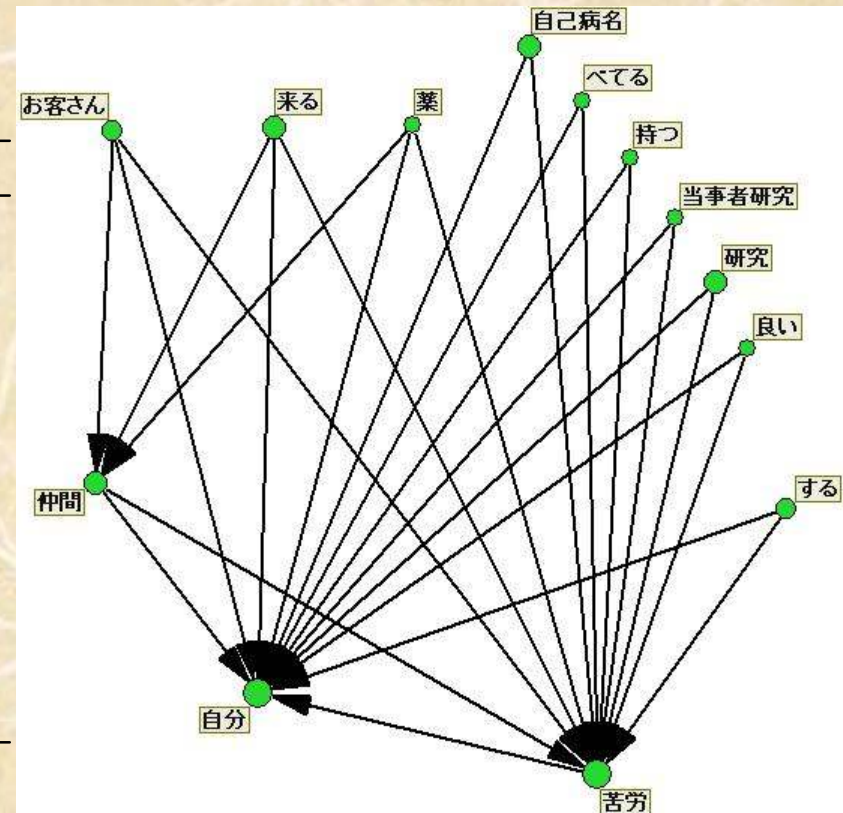 自己病名
べてる
お客さん
来る
薬
持つ
当事者研究
研究
良い
する
仲間
自分
苦労